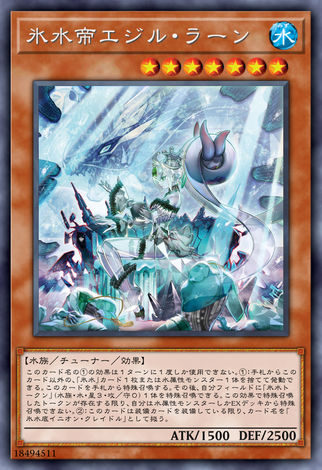 氷水帝エジル・ラーン
水
【水族／チューナー／効果】
このカード名の①の効果は１ターンに１度しか使用できない。①：手札からこ
のカード以外の、「氷水」カード１枚または水属性モンスター１体を捨てて発動で
きる。このカードを手札から特殊召喚する。その後、自分フィールドに「氷水ト
ークン」（水族・水・星３・攻／守０）１体を特殊召喚できる。この効果で特殊召喚
したトークンが存在する限り、自分は水属性モンスターしかEXデッキから特殊
召喚できない。②：このカードは装備カードを装備している限り、カード名を「
氷水底イニオン・クレイドル」として扱う。
ATK/1500 DEF/2500
18494511